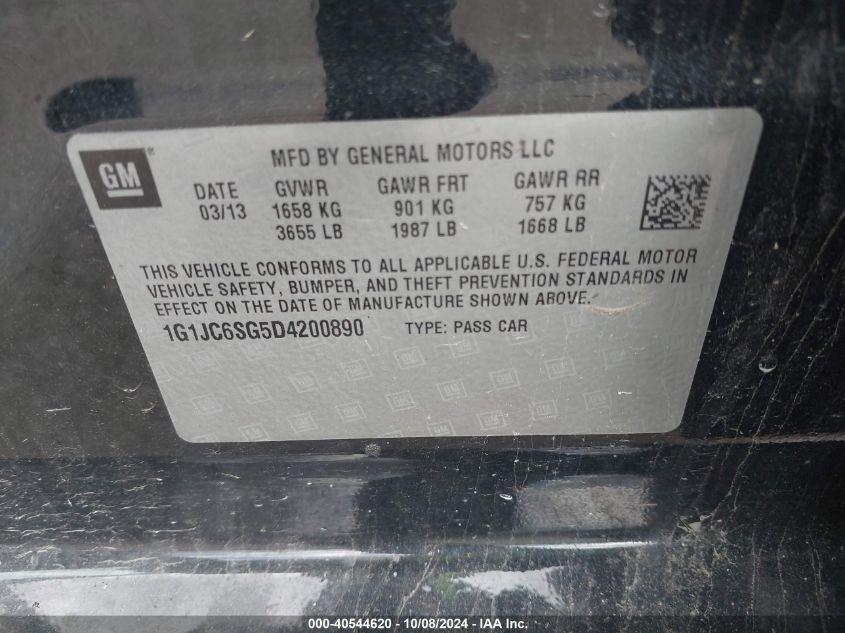 GM
MFD BY GENERAL MOTORS LLC
DATE GVWR GAWR FRT GAWR RR
03/13 1658 KG 901 KG 757 KG
3655 LB 1987 LB 1668 LB
THIS VEHICLE CONFORMS TO ALL APPLICABLE U.S. FEDERAL MOTOR
VEHICLE SAFETY, BUMPER, AND THEFT PREVENTION STANDARDS IN
EFFECT ON THE DATE OF MANUFACTURE SHOWN ABOVE.
1G1JC6SG5D4200890 TYPE: PASS CAR
000-40544620 - 10/08/2024 - IAA Inc.